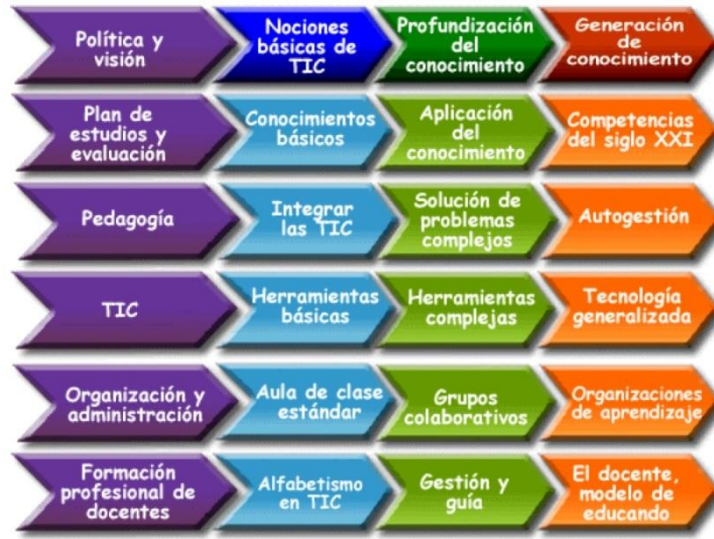 Política y
visión
Nociones
básicas de
TIC
Profundización
del
conocimiento
Generación
de
conocimiento
Plan de
estudios y
evaluación
Conocimientos
básicos
Aplicación
del
conocimiento
Competencias
del siglo XXI
Pedagogía
Integrar
las TIC
Solución de
problemas
complejos
Autogestión
TIC
Herramientas
básicas
Herramientas
complejas
Tecnología
generalizada
Organización y
administración
Aula de clase
estándar
Grupos
colaborativos
Organizaciones
de aprendizaje
Formación
profesional de
docentes
Alfabetismo
en TIC
Gestión y
guía
El docente,
modelo de
educando